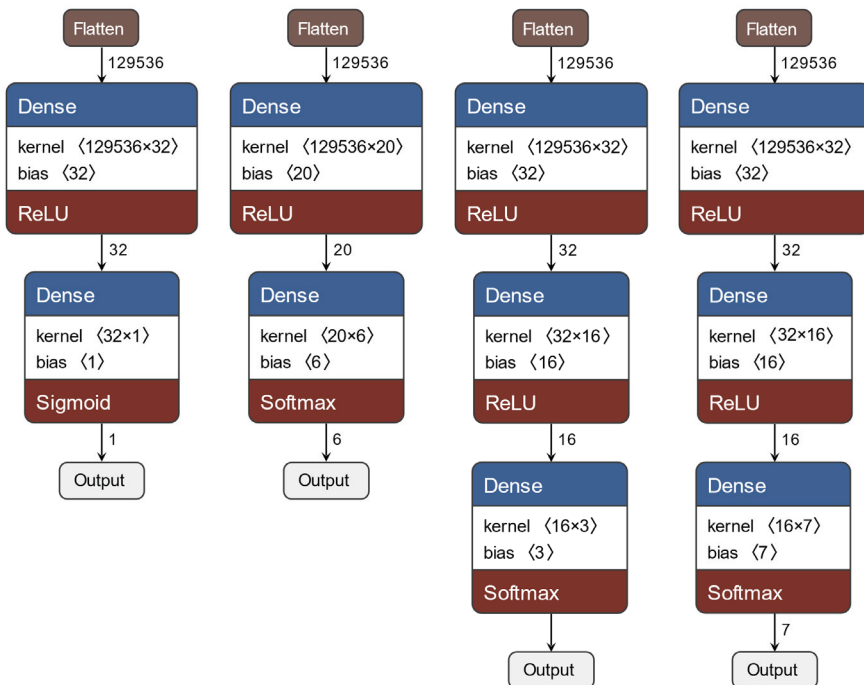 Flatten
129536
Dense
kernel 〈129536×32〉
bias 〈32〉
ReLU
32
Dense
kernel 〈32×1〉
bias 〈1〉
Sigmoid
1
Output
Flatten
129536
Dense
kernel 〈129536×20〉
bias 〈20〉
ReLU
20
Dense
kernel 〈20×6〉
bias 〈6〉
Softmax
6
Output
Flatten
129536
Dense
kernel 〈129536×32〉
bias 〈32〉
ReLU
32
Dense
kernel 〈32×16〉
bias 〈16〉
ReLU
16
Dense
kernel 〈16×3〉
bias 〈3〉
Softmax
Output
Flatten
129536
Dense
kernel 〈129536×32〉
bias 〈32〉
ReLU
32
Dense
kernel 〈32×16〉
bias 〈16〉
ReLU
16
Dense
kernel 〈16×7〉
bias 〈7〉
Softmax
7
Output